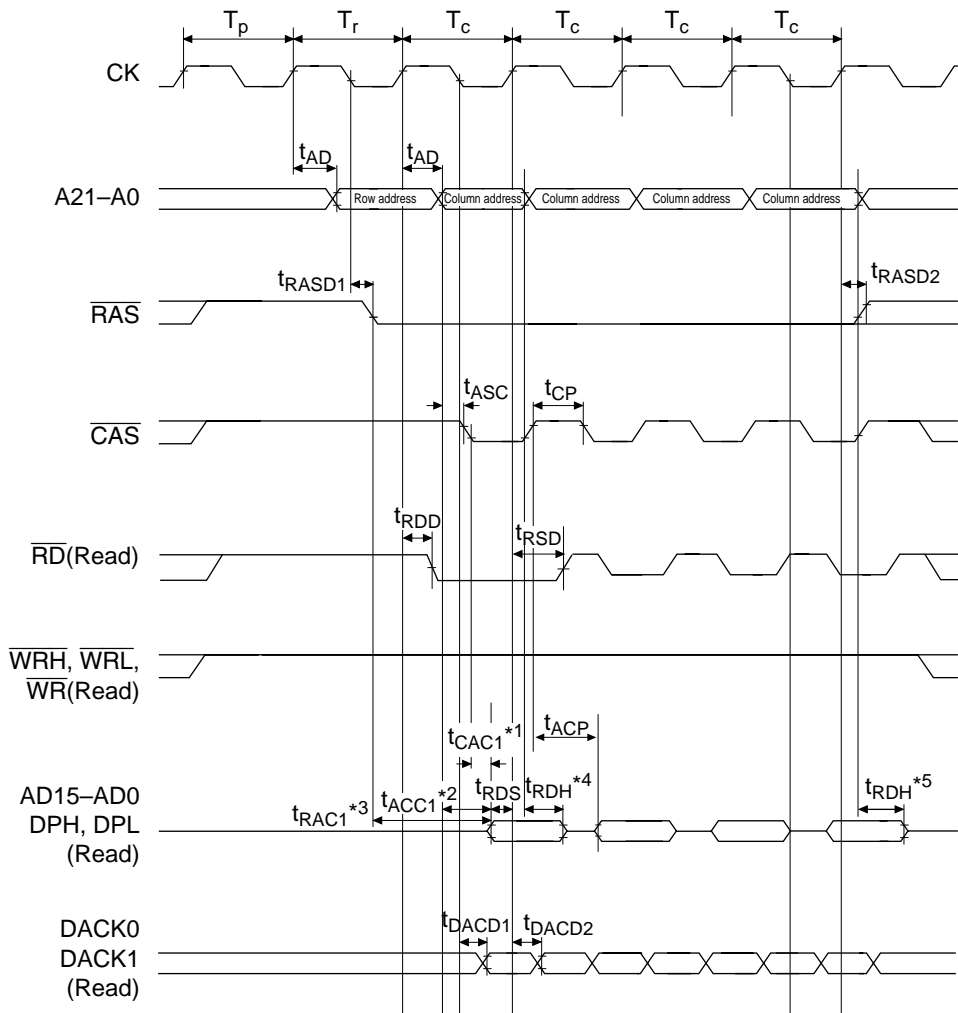 Tp Tr Tc Tc Tc Tc
CK
tAD tAD
A21–A0 Row address Column address Column address Column address Column address
tRASD1 tRASD2
RAS
tASC tCP
CAS
tRDD tRSD
RD(Read)
WRH, WRL,
WR(Read)
tCAC1*1 tACP
AD15–AD0
DPH, DPL
(Read)
tRAC1*3 tACC1*2 tRDS tRDH*4 tRDH*5
DACK0
DACK1
(Read)
tDACD1 tDACD2